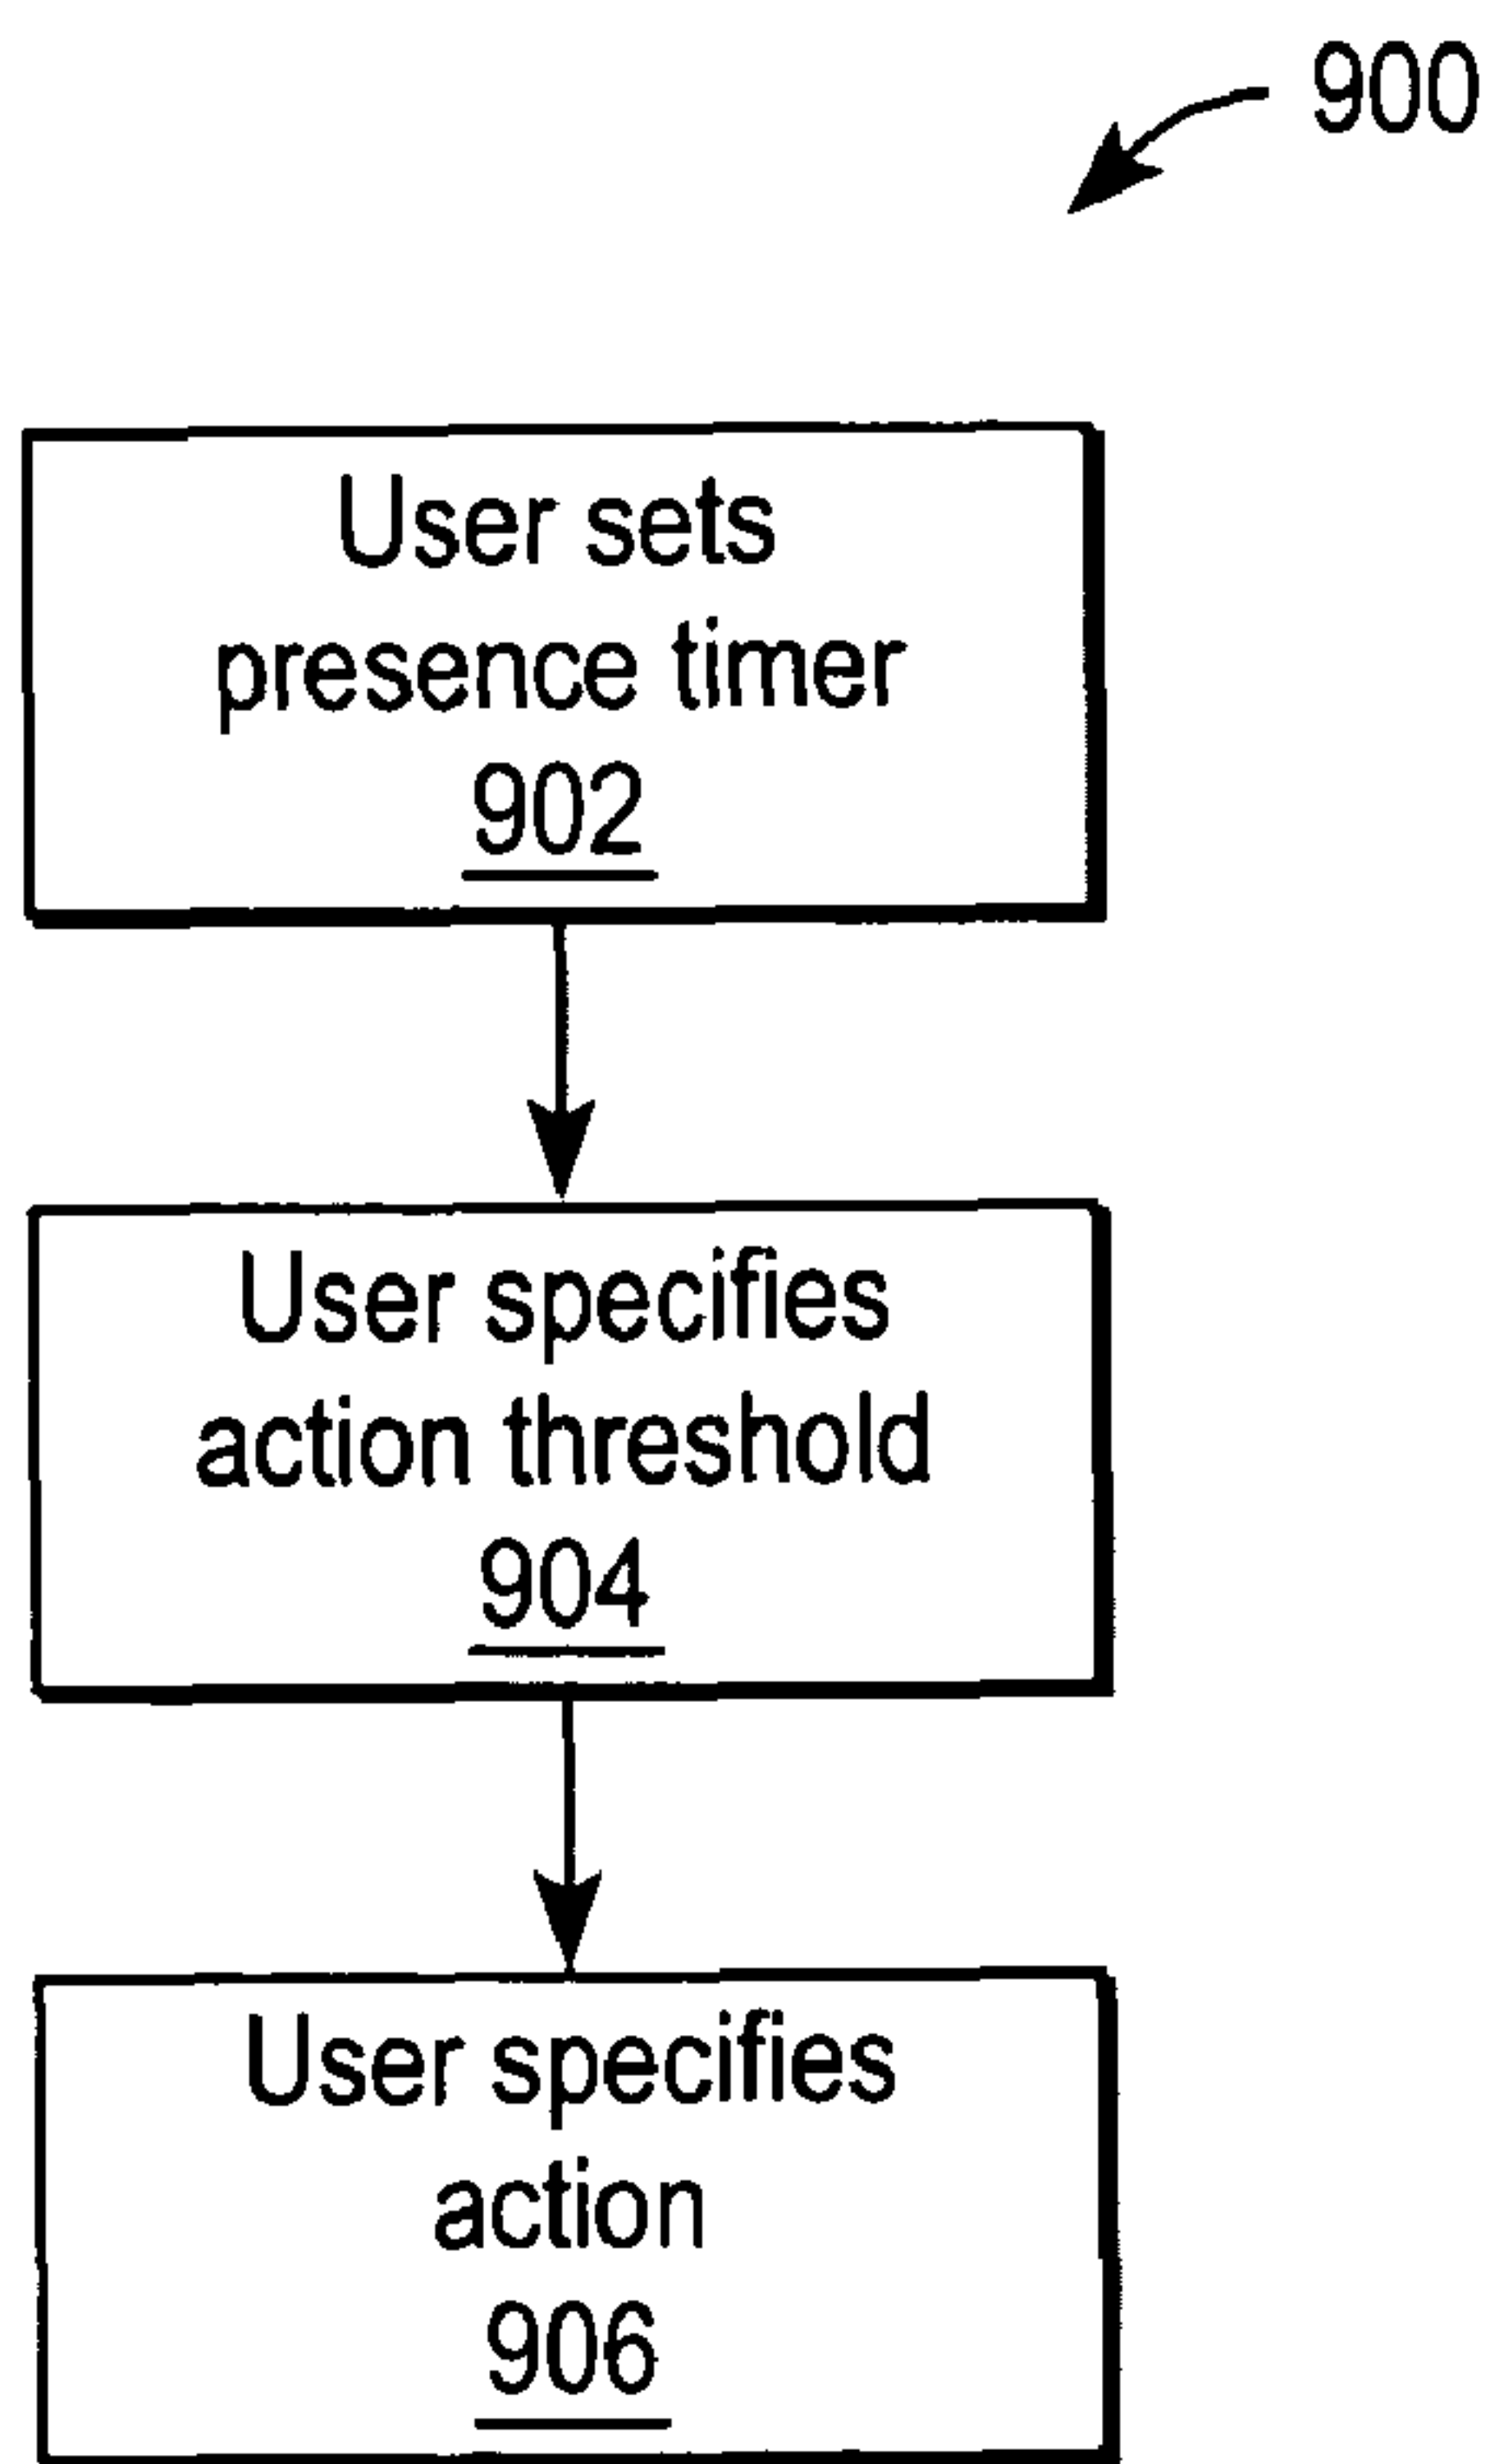 900
User sets
presence timer
902
User specifies
action threshold
904
User specifies
action
906